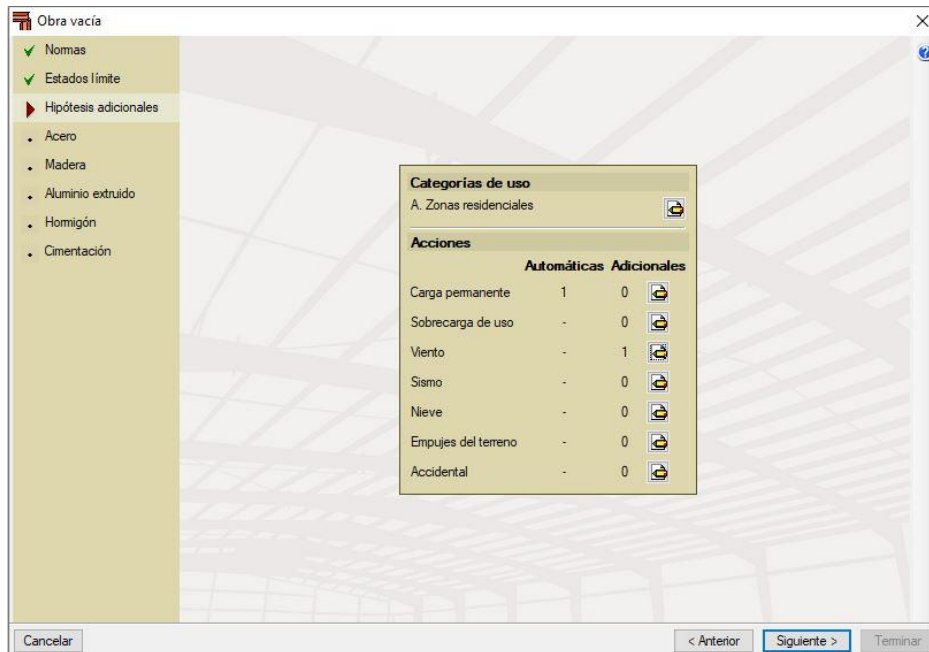 Obra vacía
Normas
Estados límite
Hipótesis adicionales
Acero
Madera
Aluminio extruido
Hormigón
Cimentación
Categorías de uso
A. Zonas residenciales
Acciones
Automáticas Adicionales
Carga permanente 1 0
Sobrecarga de uso - 0
Viento - 1
Sismo - 0
Nieve - 0
Empujes del terreno - 0
Accidental - 0
Cancelar < Anterior Siguiente > Terminar